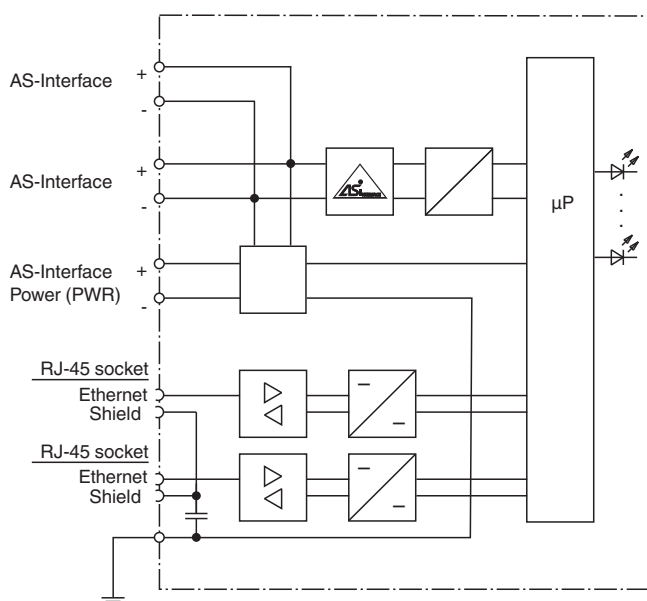 AS-Interface
+
-
AS-Interface
+
-
AS-Interface
Power (PWR)
+
-
RJ-45 socket
Ethernet
Shield
RJ-45 socket
Ethernet
Shield
µP